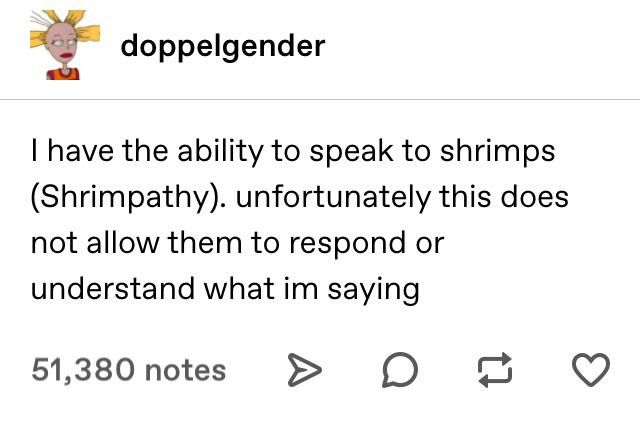 doppelgender
I have the ability to speak to shrimps
(Shrimpathy). unfortunately this does
not allow them to respond or
understand what im saying
51,380 notes